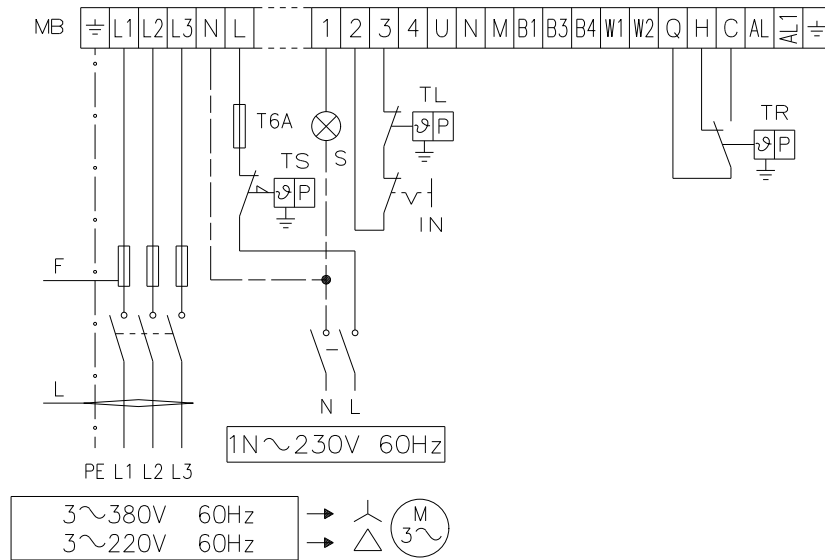 MB L1 L2 L3 N L 1 2 3 4 U N M B1 B3 B4 W1 W2 Q H C AL AL1
T6A
S
TL
ϑ P
TR
ϑ P
TS
ϑ P
IN
F
L
N L
1N~230V 60Hz
PE L1 L2 L3
3~380V 60Hz
3~220V 60Hz
M
3~